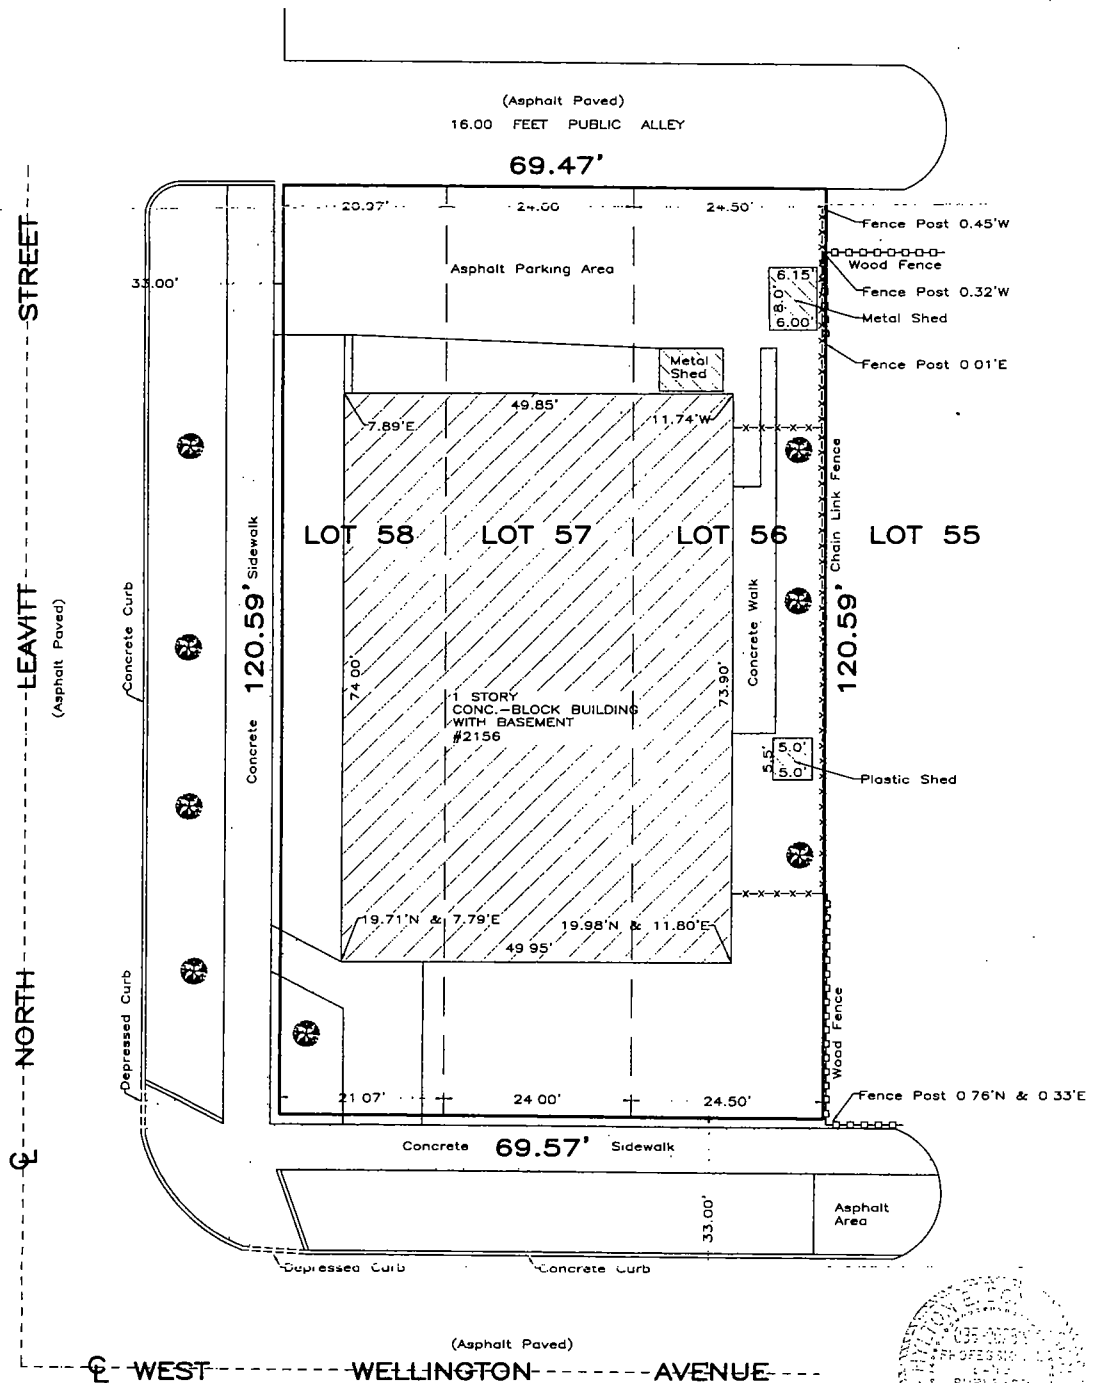 (Asphalt Paved)
16.00 FEET PUBLIC ALLEY
69.47'
20.97'
24.00
24.50'
Fence Post 0.45'W
Wood Fence
Asphalt Parking Area
33.00'
6.15'
8.0'
6.00'
Fence Post 0.32'W
Metal Shed
Metal
Shed
Fence Post 0 01'E
49.85'
7.89'E
11.74'W
STREET
LEAVITT
NORTH
(Asphalt Paved)
Concrete Curb
Depressed Curb
Concrete
120.59'
Sidewalk
LOT 58
LOT 57
LOT 56
LOT 55
Chain Link Fence
120.59'
Concrete Walk
74 00'
73.90'
1 STORY
CONC.-BLOCK BUILDING
WITH BASEMENT
#2156
5.0'
5.5'
5.0'
Plastic Shed
19.71'N & 7.79'E
19.98'N & 11.80'E
49 95'
Wood Fence
21 07'
24 00'
24.50'
Fence Post 0 76'N & 0 33'E
Concrete
69.57'
Sidewalk
33.00'
Asphalt
Area
Depressed Curb
Concrete Curb
(Asphalt Paved)
WEST WELLINGTON AVENUE